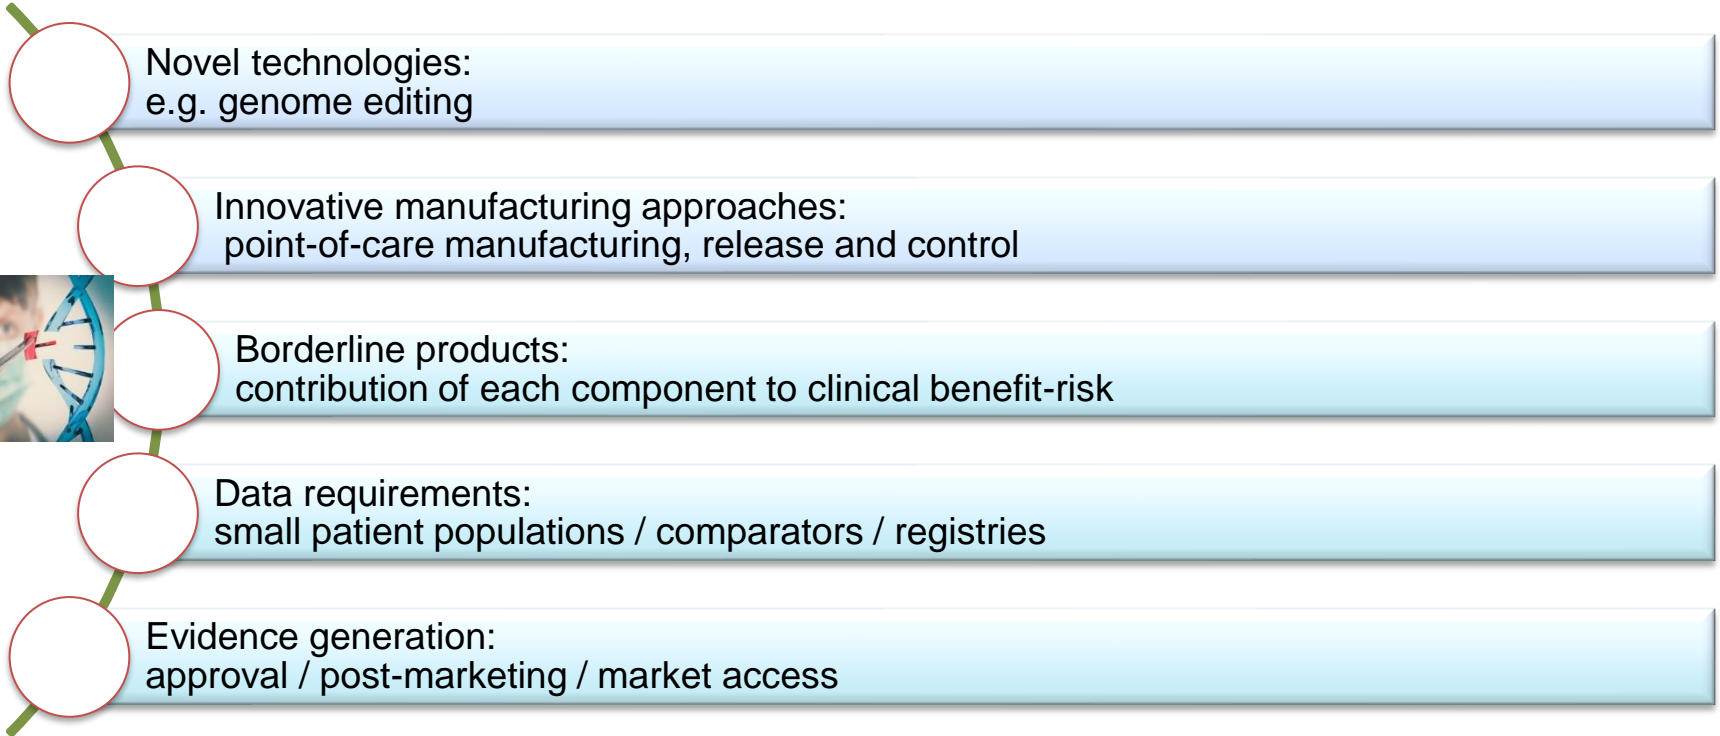 Novel technologies:
e.g. genome editing
Innovative manufacturing approaches:
point-of-care manufacturing, release and control
Borderline products:
contribution of each component to clinical benefit-risk
Data requirements:
small patient populations / comparators / registries
Evidence generation:
approval / post-marketing / market access